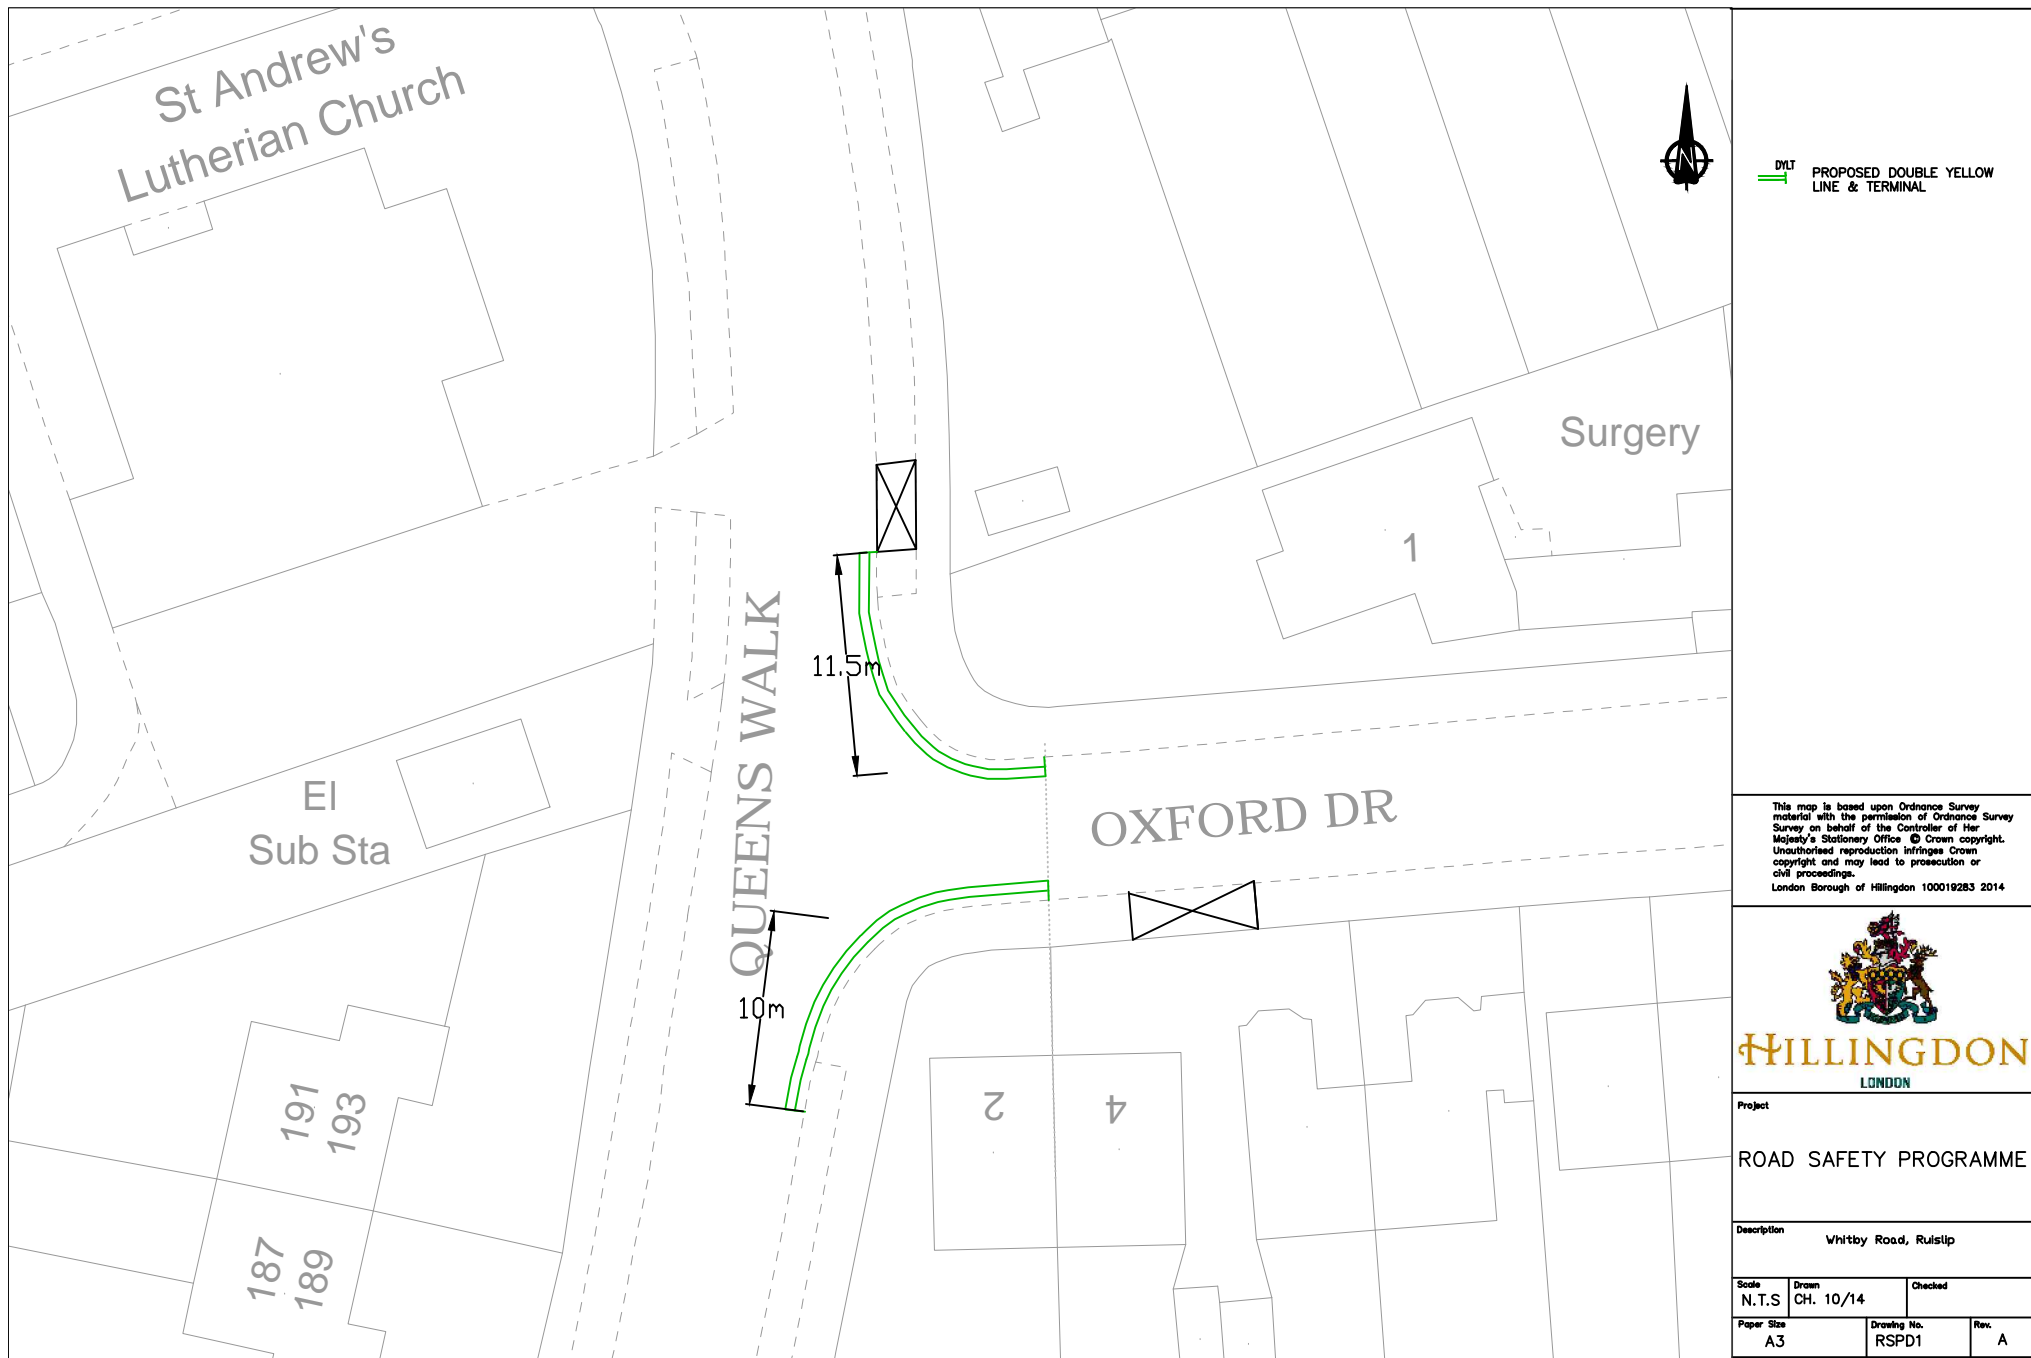 St Andrew's
Lutherian Church
Surgery
1
QUEENS WALK
11.5m
OXFORD DR
El
Sub Sta
10m
2
4
191
193
187
189
N
DYLT
PROPOSED DOUBLE YELLOW
LINE & TERMINAL
This map is based upon Ordnance Survey
material with the permission of Ordnance Survey
Survey on behalf of the Controller of Her
Majesty's Stationery Office © Crown copyright.
Unauthorised reproduction infringes Crown
copyright and may lead to prosecution or
civil proceedings.
London Borough of Hillingdon 100019283 2014
HILLINGDON
LONDON
Project
ROAD SAFETY PROGRAMME
Description
Whitby Road, Ruislip
Scale
N.T.S
Drawn
CH. 10/14
Checked
Paper Size
A3
Drawing No.
RSPD1
Rev.
A